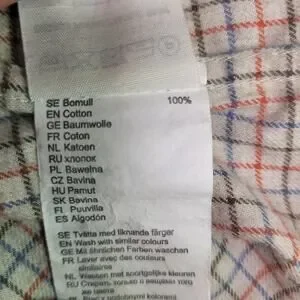 SE Bomull 100%
EN Cotton
GE Baumwolle
FR Coton
NL Katoen
RU хлопок
PL Bawelna
CZ Bavlna
HU Pamut
SK Bavlna
FI Puuvilla
ES Algodón
SE Tvätta med liknande färger
EN Wash with similar colours
GE Mit ähnlichen Farben waschen
FR Laver avec des couleurs
similaires
NL Wassen met soortgelijke kleuren